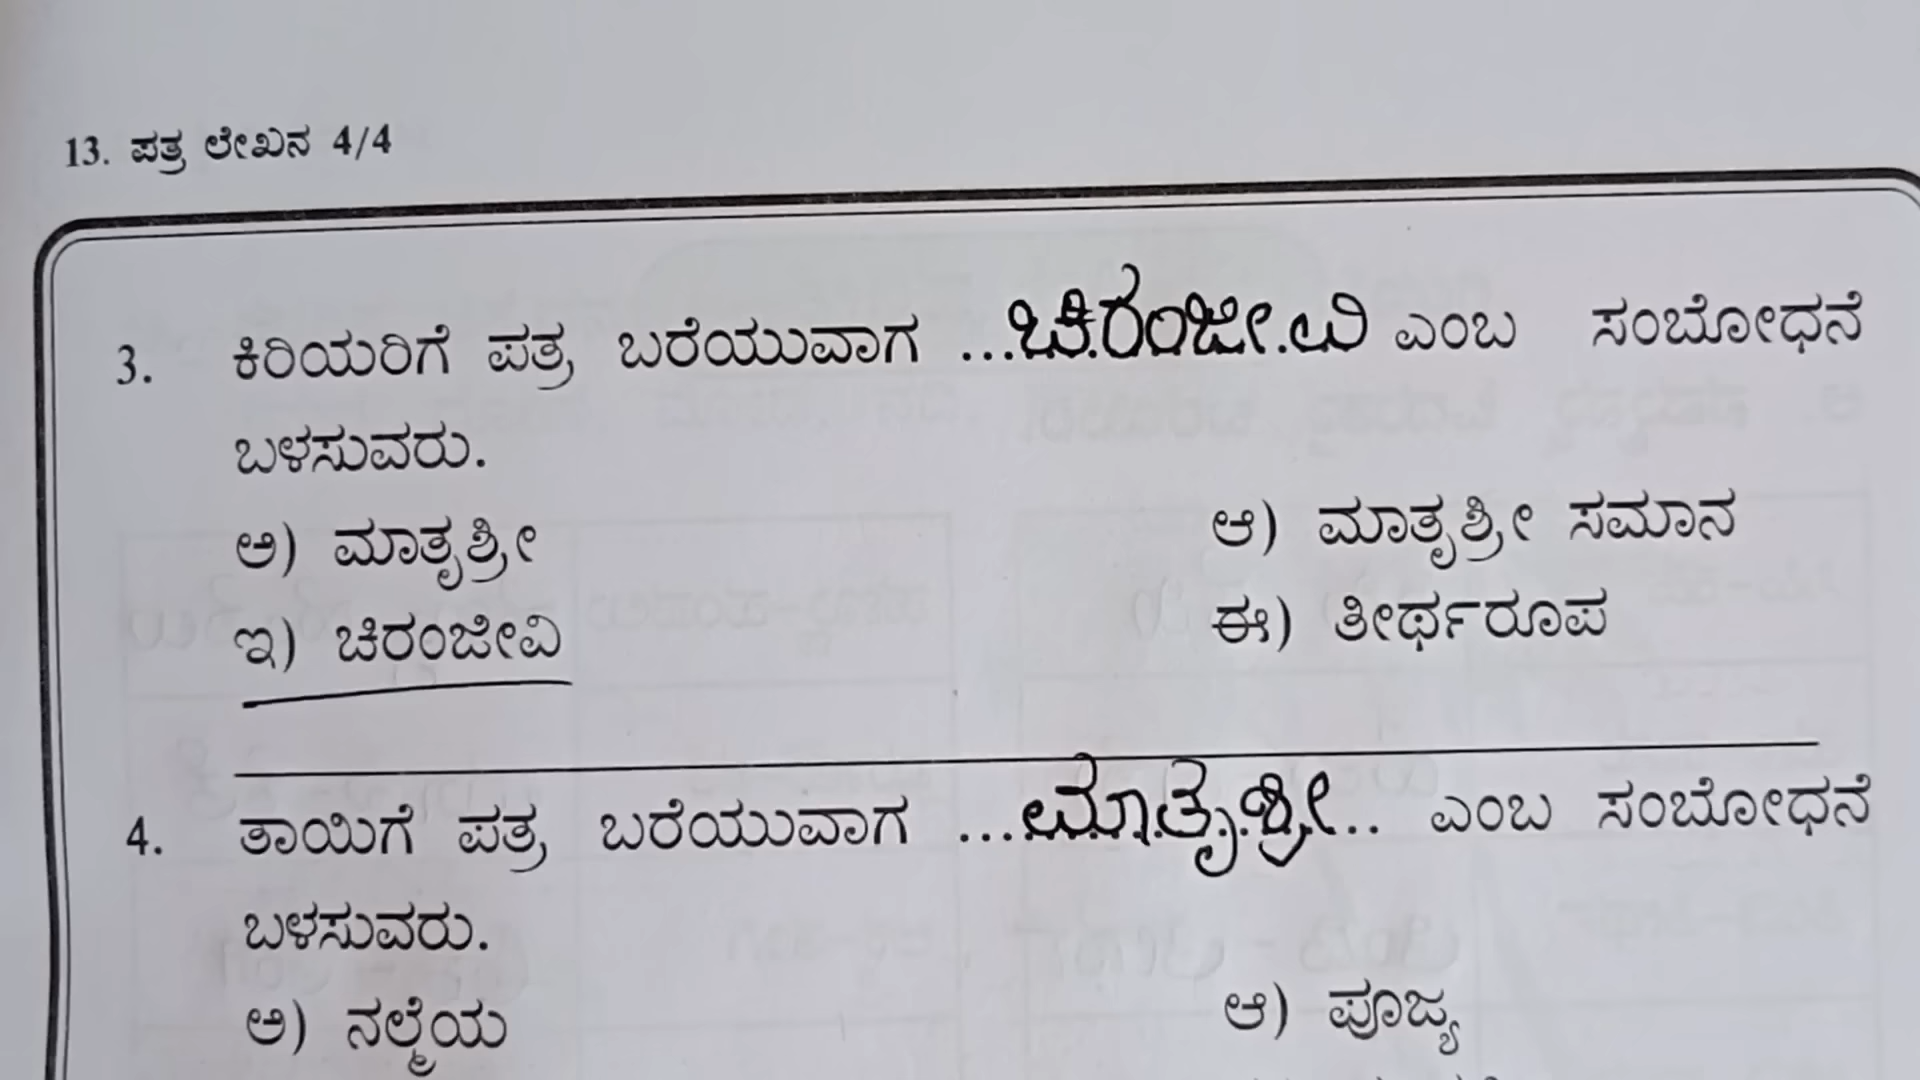 13. ಪತ್ರ ಲೇಖನ 4/4
3. ಕಿರಿಯರಿಗೆ ಪತ್ರ ಬರೆಯುವಾಗ ...ಚಿರಂಜೀವಿ ಎಂಬ ಸಂಬೋಧನೆ
ಬಳಸುವರು.
ಅ) ಮಾತೃಶ್ರೀ ಆ) ಮಾತೃಶ್ರೀ ಸಮಾನ
ಇ) ಚಿರಂಜೀವಿ ಈ) ತೀರ್ಥರೂಪ
4. ತಾಯಿಗೆ ಪತ್ರ ಬರೆಯುವಾಗ ...ಮಾತೃಶ್ರೀ.. ಎಂಬ ಸಂಬೋಧನೆ
ಬಳಸುವರು.
ಅ) ನಲ್ಮೆಯ ಆ) ಪೂಜ್ಯ